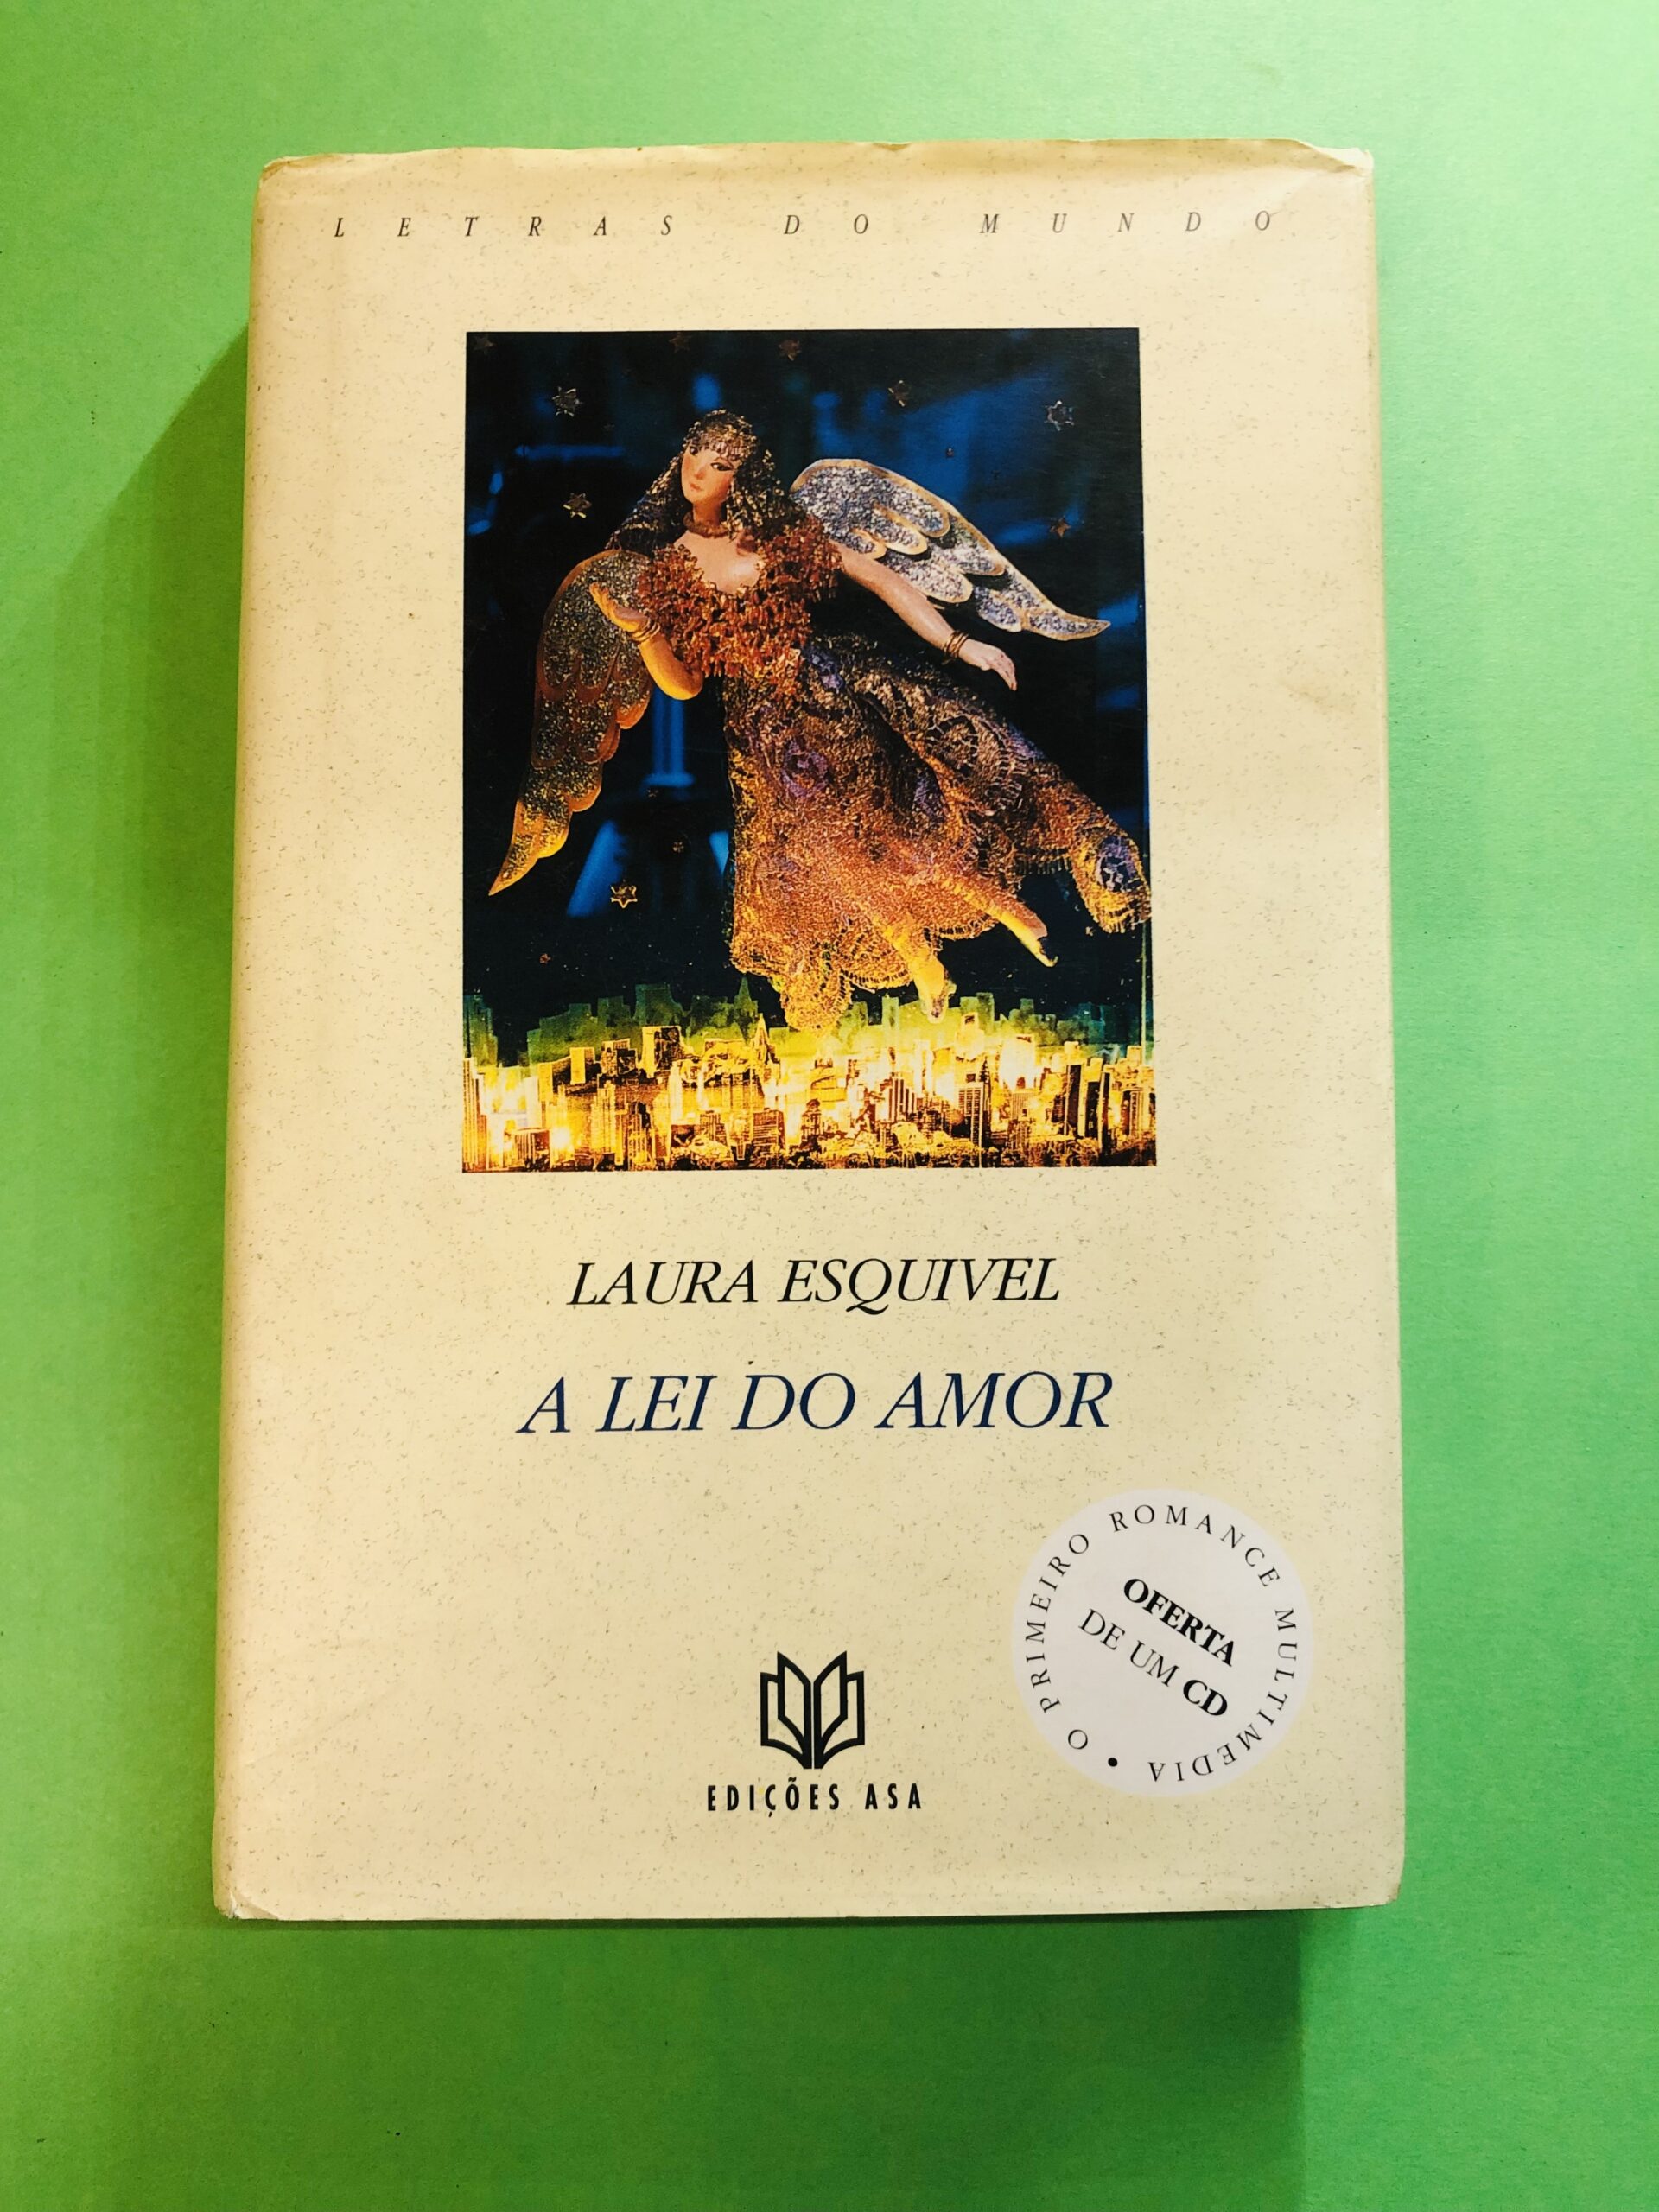 LETRAS DO MUNDO
LAURA ESQUIVEL
A LEI DO AMOR
O PRIMEIRO ROMANCE MULTIMEDIA •
OFERTA
DE UM CD
EDIÇÕES ASA